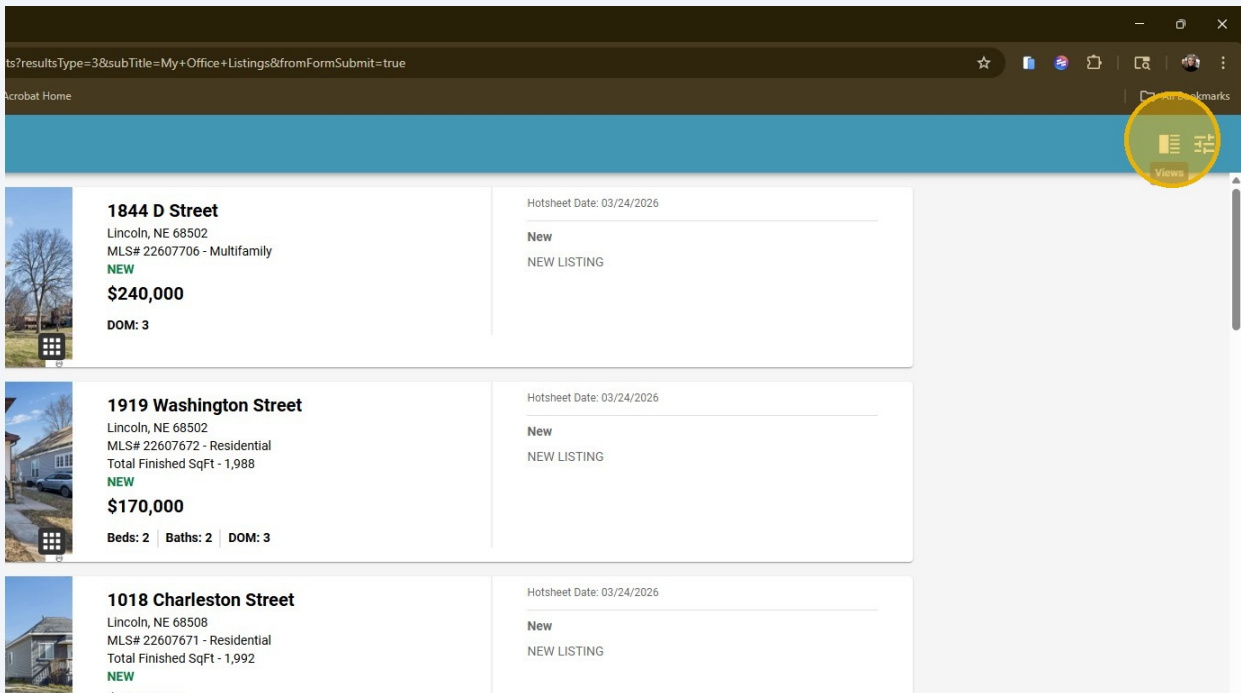 ts?resultsType=3&subTitle=My+Office+Listings&fromFormSubmit=true
Acrobat Home
All Bookmarks
Views
1844 D Street
Lincoln, NE 68502
MLS# 22607706 - Multifamily
NEW
$240,000
DOM: 3
Hotsheet Date: 03/24/2026
New
NEW LISTING
1919 Washington Street
Lincoln, NE 68502
MLS# 22607672 - Residential
Total Finished SqFt - 1,988
NEW
$170,000
Beds: 2 Baths: 2 DOM: 3
Hotsheet Date: 03/24/2026
New
NEW LISTING
1018 Charleston Street
Lincoln, NE 68508
MLS# 22607671 - Residential
Total Finished SqFt - 1,992
NEW
Hotsheet Date: 03/24/2026
New
NEW LISTING